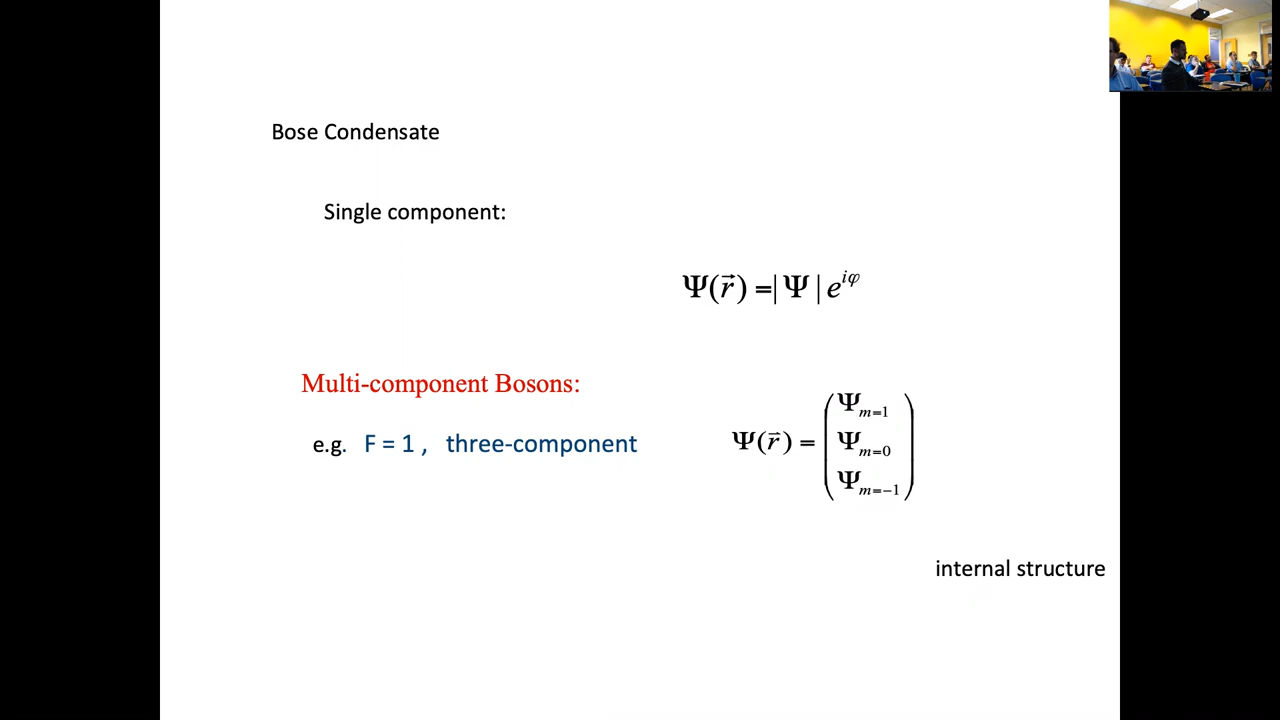 Bose Condensate
Single component:
Ψ(r⃗) =|Ψ| e^{iφ}
Multi-component Bosons:
e.g. F = 1 , three-component
Ψ(r⃗) = (Ψ_{m=1}
Ψ_{m=0}
Ψ_{m=−1})
internal structure